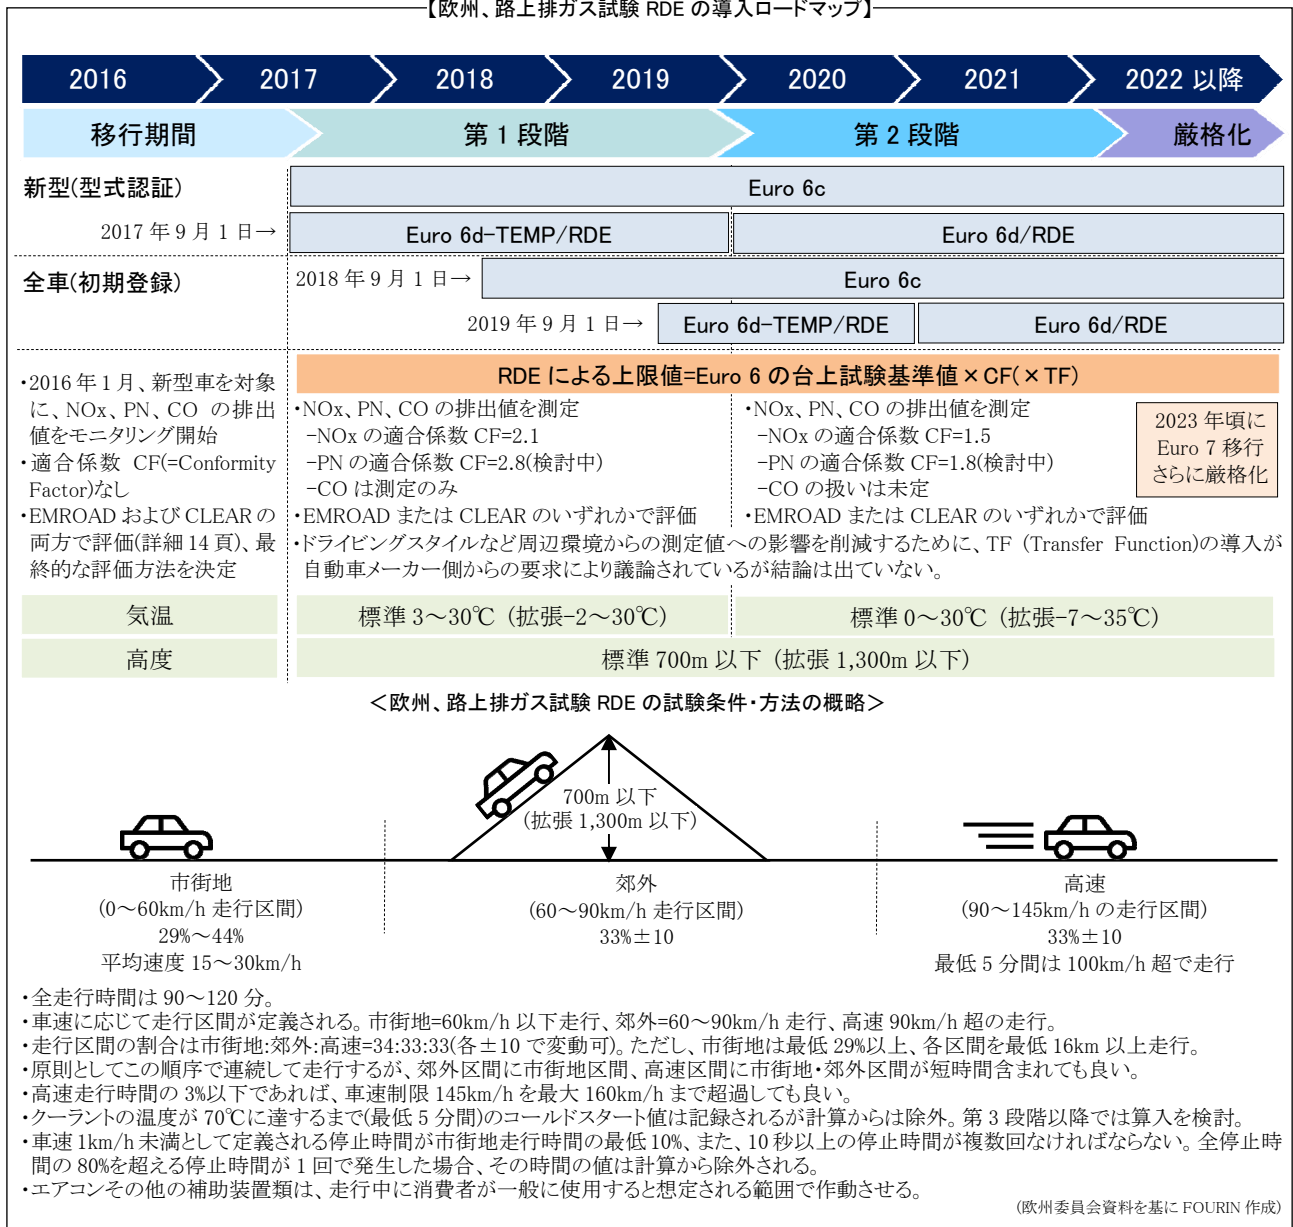 【欧州、路上排ガス試験 RDE の導入ロードマップ】
2016 2017 2018 2019 2020 2021 2022 以降
移行期間 第 1 段階 第 2 段階 厳格化
新型(型式認証)
Euro 6c
2017 年 9 月 1 日→
Euro 6d-TEMP/RDE
Euro 6d/RDE
全車(初期登録)
2018 年 9 月 1 日→
Euro 6c
2019 年 9 月 1 日→
Euro 6d-TEMP/RDE
Euro 6d/RDE
・2016 年 1 月、新型車を対象
に、NOx、PN、CO の排出
値をモニタリング開始
・適合係数 CF(=Conformity
Factor)なし
・EMROAD および CLEAR の
両方で評価(詳細 14 頁)、最
終的な評価方法を決定
RDE による上限値=Euro 6 の台上試験基準値×CF(×TF)
・NOx、PN、CO の排出値を測定
-NOx の適合係数 CF=2.1
-PN の適合係数 CF=2.8(検討中)
-CO は測定のみ
・EMROAD または CLEAR のいずれかで評価
・NOx、PN、CO の排出値を測定
-NOx の適合係数 CF=1.5
-PN の適合係数 CF=1.8(検討中)
-CO の扱いは未定
・EMROAD または CLEAR のいずれかで評価
2023 年頃に
Euro 7 移行
さらに厳格化
・ドライビングスタイルなど周辺環境からの測定値への影響を削減するために、TF (Transfer Function)の導入が
自動車メーカー側からの要求により議論されているが結論は出ていない。
気温
標準 3～30℃ (拡張-2～30℃)
標準 0～30℃ (拡張-7～35℃)
高度
標準 700m 以下 (拡張 1,300m 以下)
＜欧州、路上排ガス試験 RDE の試験条件・方法の概略＞
700m 以下
(拡張 1,300m 以下)
市街地
(0～60km/h 走行区間)
29%～44%
平均速度 15～30km/h
郊外
(60～90km/h 走行区間)
33%±10
高速
(90～145km/h の走行区間)
33%±10
最低 5 分間は 100km/h 超で走行
・全走行時間は 90～120 分。
・車速に応じて走行区間が定義される。市街地=60km/h 以下走行、郊外=60～90km/h 走行、高速 90km/h 超の走行。
・走行区間の割合は市街地:郊外:高速=34:33:33(各±10 で変動可)。ただし、市街地は最低 29%以上、各区間を最低 16km 以上走行。
・原則としてこの順序で連続して走行するが、郊外区間に市街地区間、高速区間に市街地・郊外区間が短時間含まれても良い。
・高速走行時間の 3%以下であれば、車速制限 145km/h を最大 160km/h まで超過しても良い。
・クーラントの温度が 70℃に達するまで(最低 5 分間)のコールドスタート値は記録されるが計算からは除外。第 3 段階以降では算入を検討。
・車速 1km/h 未満として定義される停止時間が市街地走行時間の最低 10%、また、10 秒以上の停止時間が複数回なければならない。全停止時
間の 80%を超える停止時間が 1 回で発生した場合、その時間の値は計算から除外される。
・エアコンその他の補助装置類は、走行中に消費者が一般に使用すると想定される範囲で作動させる。
(欧州委員会資料を基に FOURIN 作成)